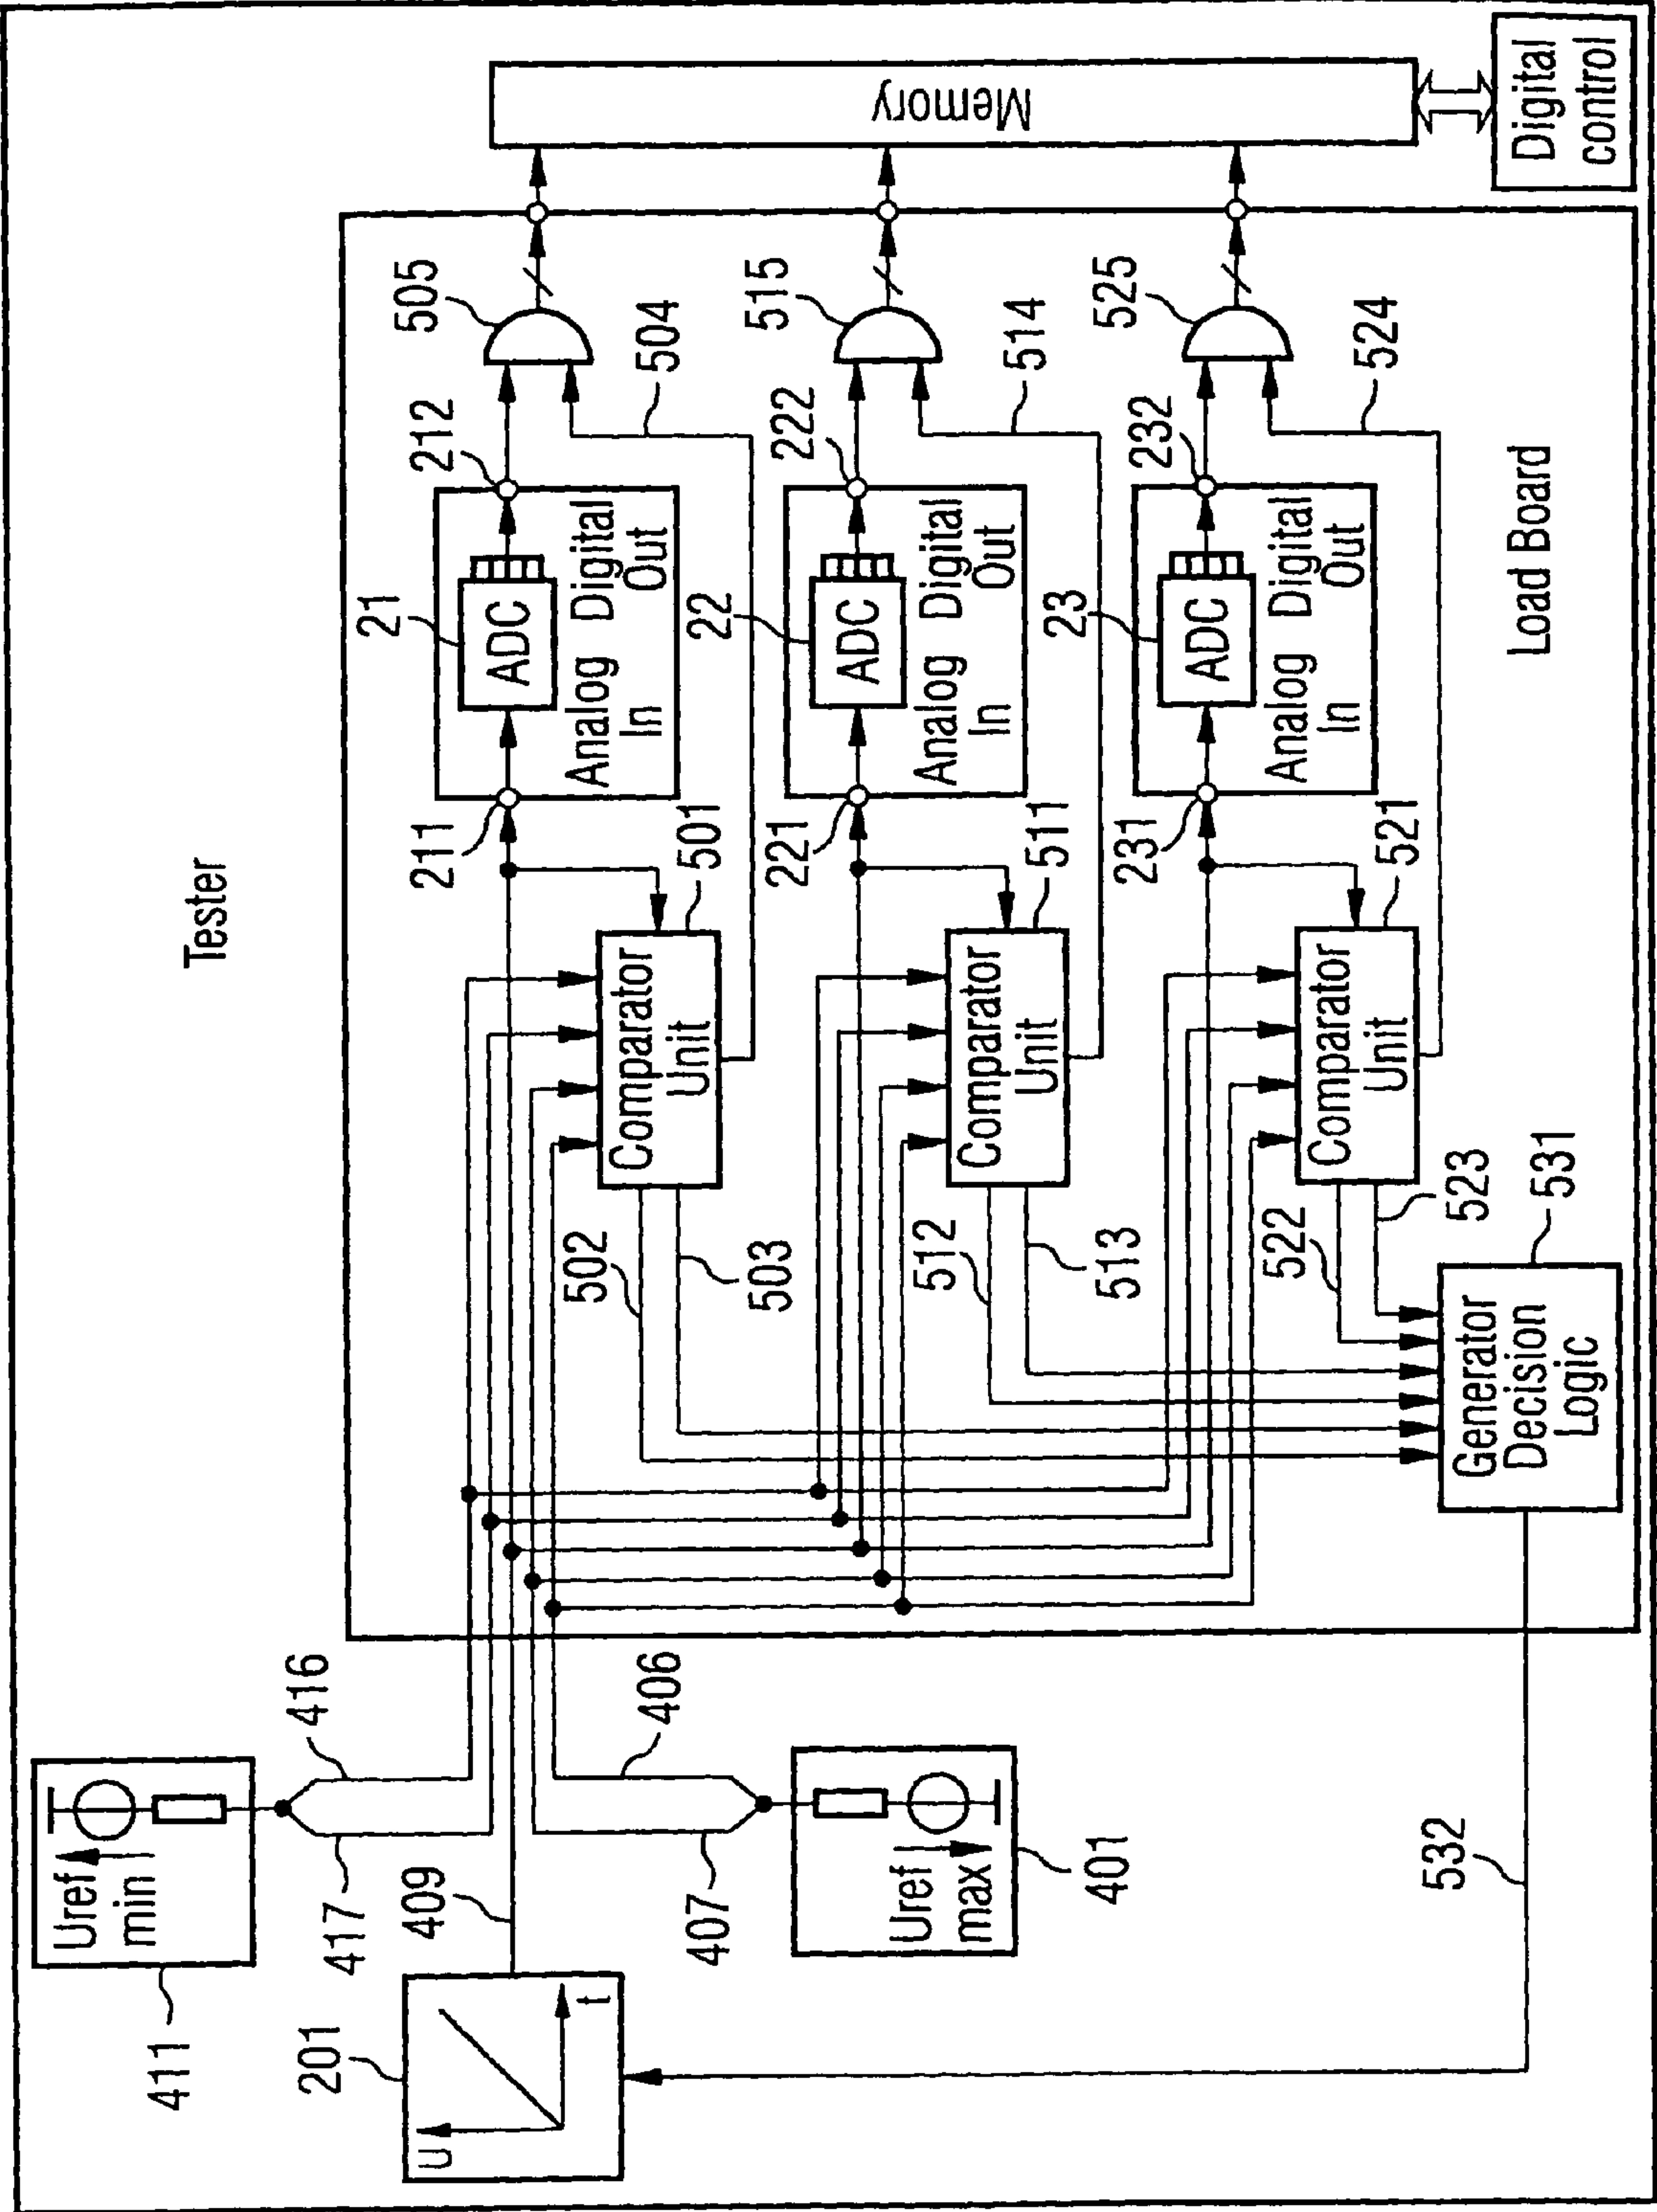 Tester
Uref
min
411
416
417
201
U
t
409
406
407
Uref
max
401
532
211
21
ADC
Analog
In
Digital
Out
212
505
504
Comparator
Unit
501
502
503
221
22
ADC
Analog
In
Digital
Out
222
515
514
Comparator
Unit
511
512
513
231
23
ADC
Analog
In
Digital
Out
232
525
524
Comparator
Unit
521
522
523
Generator
Decision
Logic
531
Load Board
Memory
Digital
control